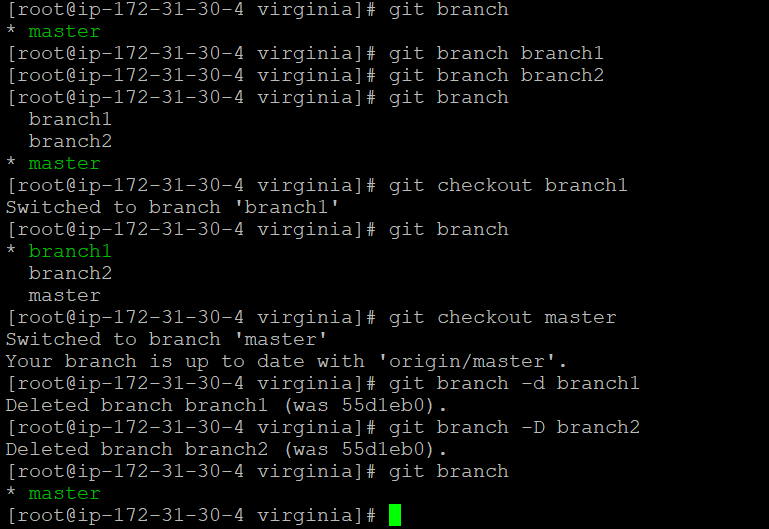 [root@ip-172-31-30-4 virginia]# git branch
* master
[root@ip-172-31-30-4 virginia]# git branch branch1
[root@ip-172-31-30-4 virginia]# git branch branch2
[root@ip-172-31-30-4 virginia]# git branch
  branch1
  branch2
* master
[root@ip-172-31-30-4 virginia]# git checkout branch1
Switched to branch 'branch1'
[root@ip-172-31-30-4 virginia]# git branch
* branch1
  branch2
  master
[root@ip-172-31-30-4 virginia]# git checkout master
Switched to branch 'master'
Your branch is up to date with 'origin/master'.
[root@ip-172-31-30-4 virginia]# git branch -d branch1
Deleted branch branch1 (was 55d1eb0).
[root@ip-172-31-30-4 virginia]# git branch -D branch2
Deleted branch branch2 (was 55d1eb0).
[root@ip-172-31-30-4 virginia]# git branch
* master
[root@ip-172-31-30-4 virginia]#